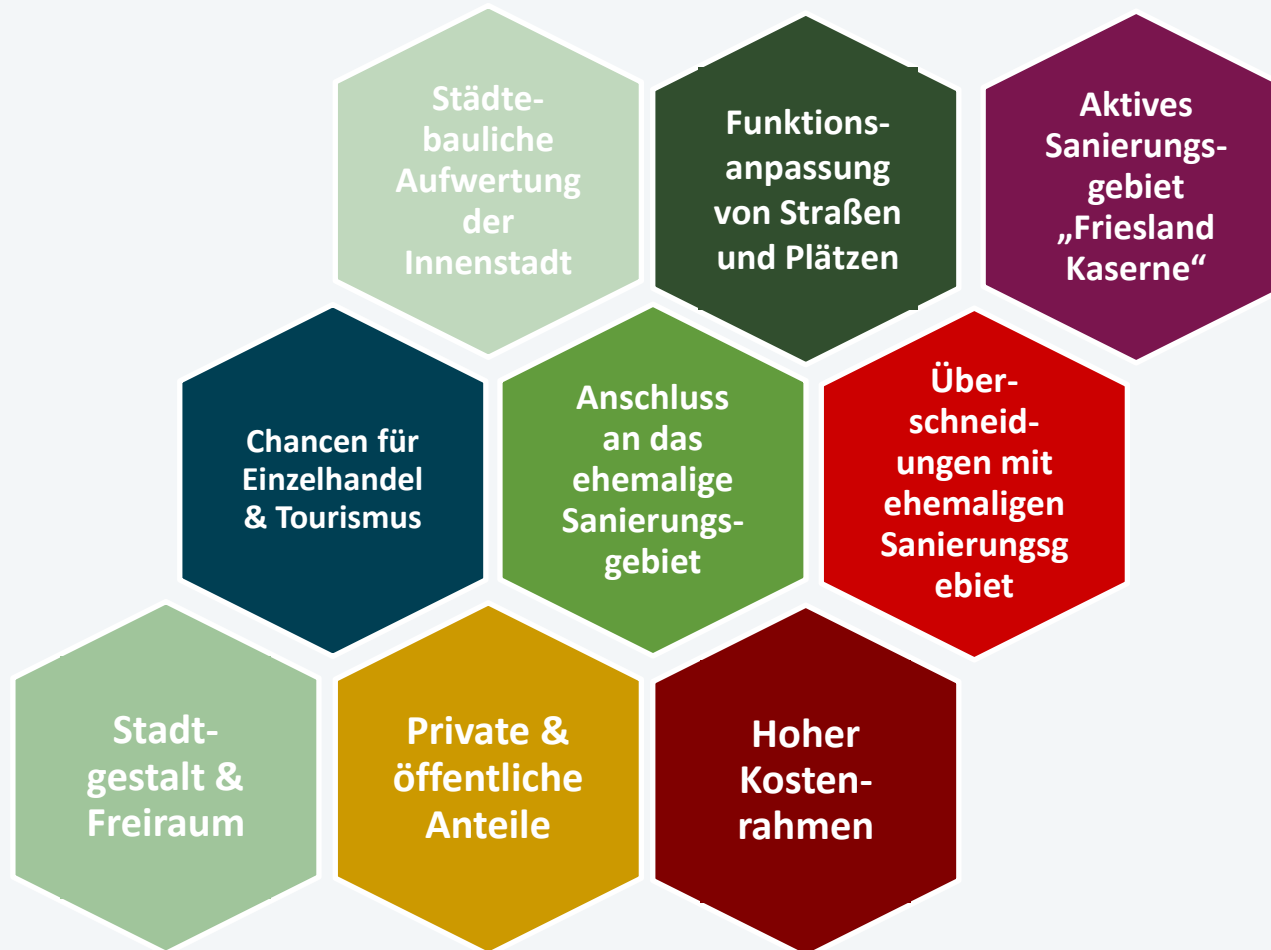 Städte-
bauliche
Aufwertung
der
Innenstadt
Funktions-
anpassung
von Straßen
und Plätzen
Aktives
Sanierungs-
gebiet
„Friesland
Kaserne“
Chancen für
Einzelhandel
& Tourismus
Anschluss
an das
ehemalige
Sanierungs-
gebiet
Über-
schneid-
ungen mit
ehemaligen
Sanierungsg
ebiet
Stadt-
gestalt &
Freiraum
Private &
öffentliche
Anteile
Hoher
Kosten-
rahmen